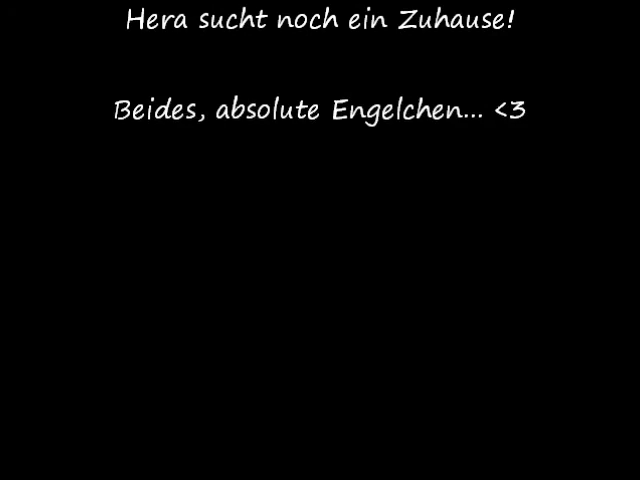 Hera sucht noch ein Zuhause!
Beides, absolute Engelchen... <3